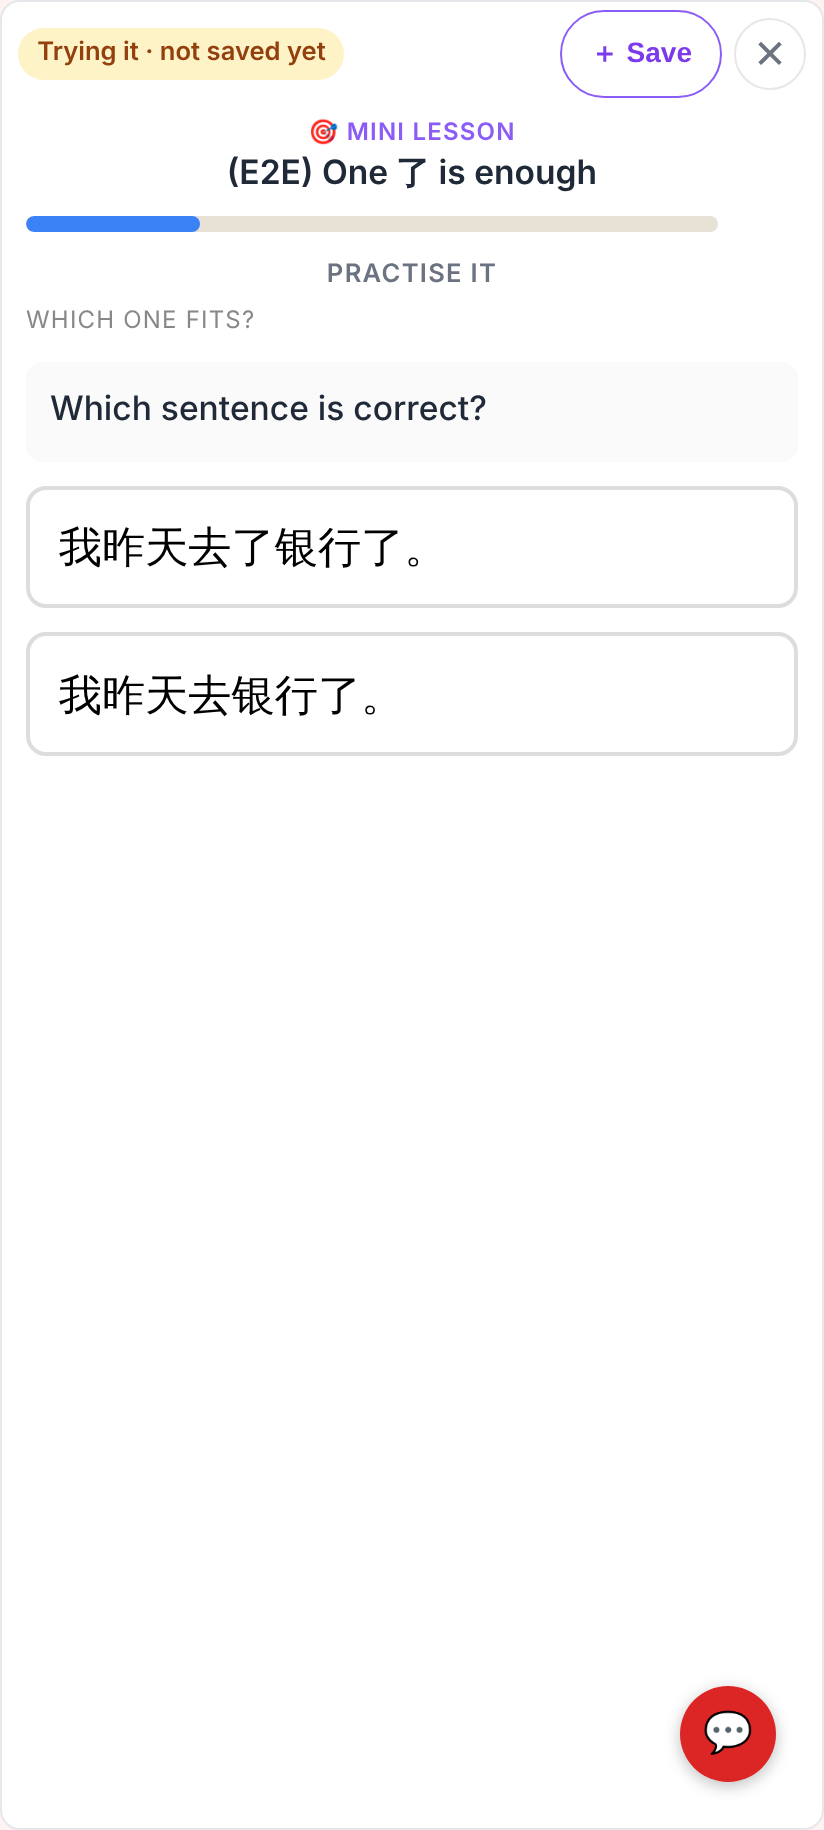 Trying it · not saved yet
+ Save
MINI LESSON
(E2E) One 了 is enough
PRACTISE IT
WHICH ONE FITS?
Which sentence is correct?
我昨天去了银行了。
我昨天去银行了。